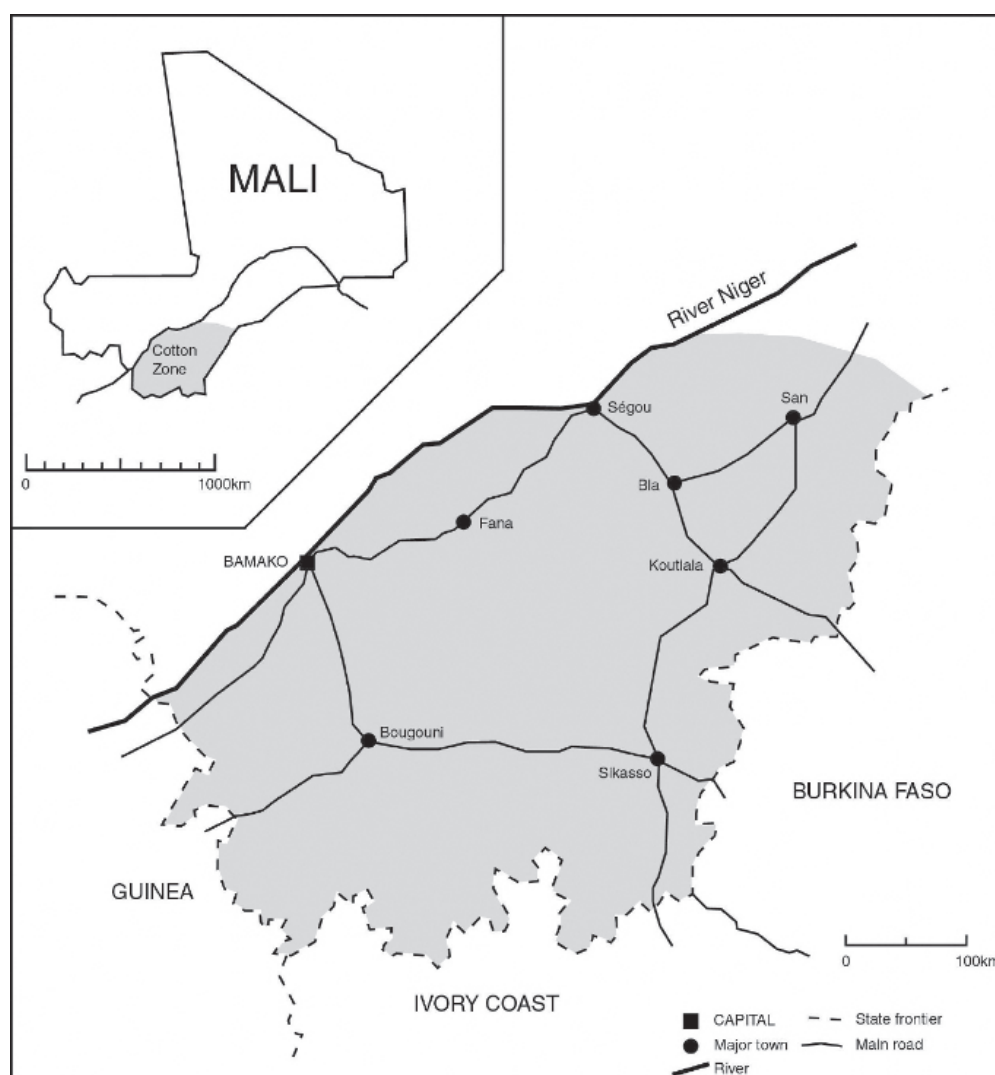 MALI
Cotton
Zone
0
1000km
River Niger
Ségou
San
Bla
Fana
BAMAKO
Koutiala
Bougouni
Sikasso
BURKINA FASO
GUINEA
0
100km
IVORY COAST
CAPITAL
State frontier
Major town
Main road
River